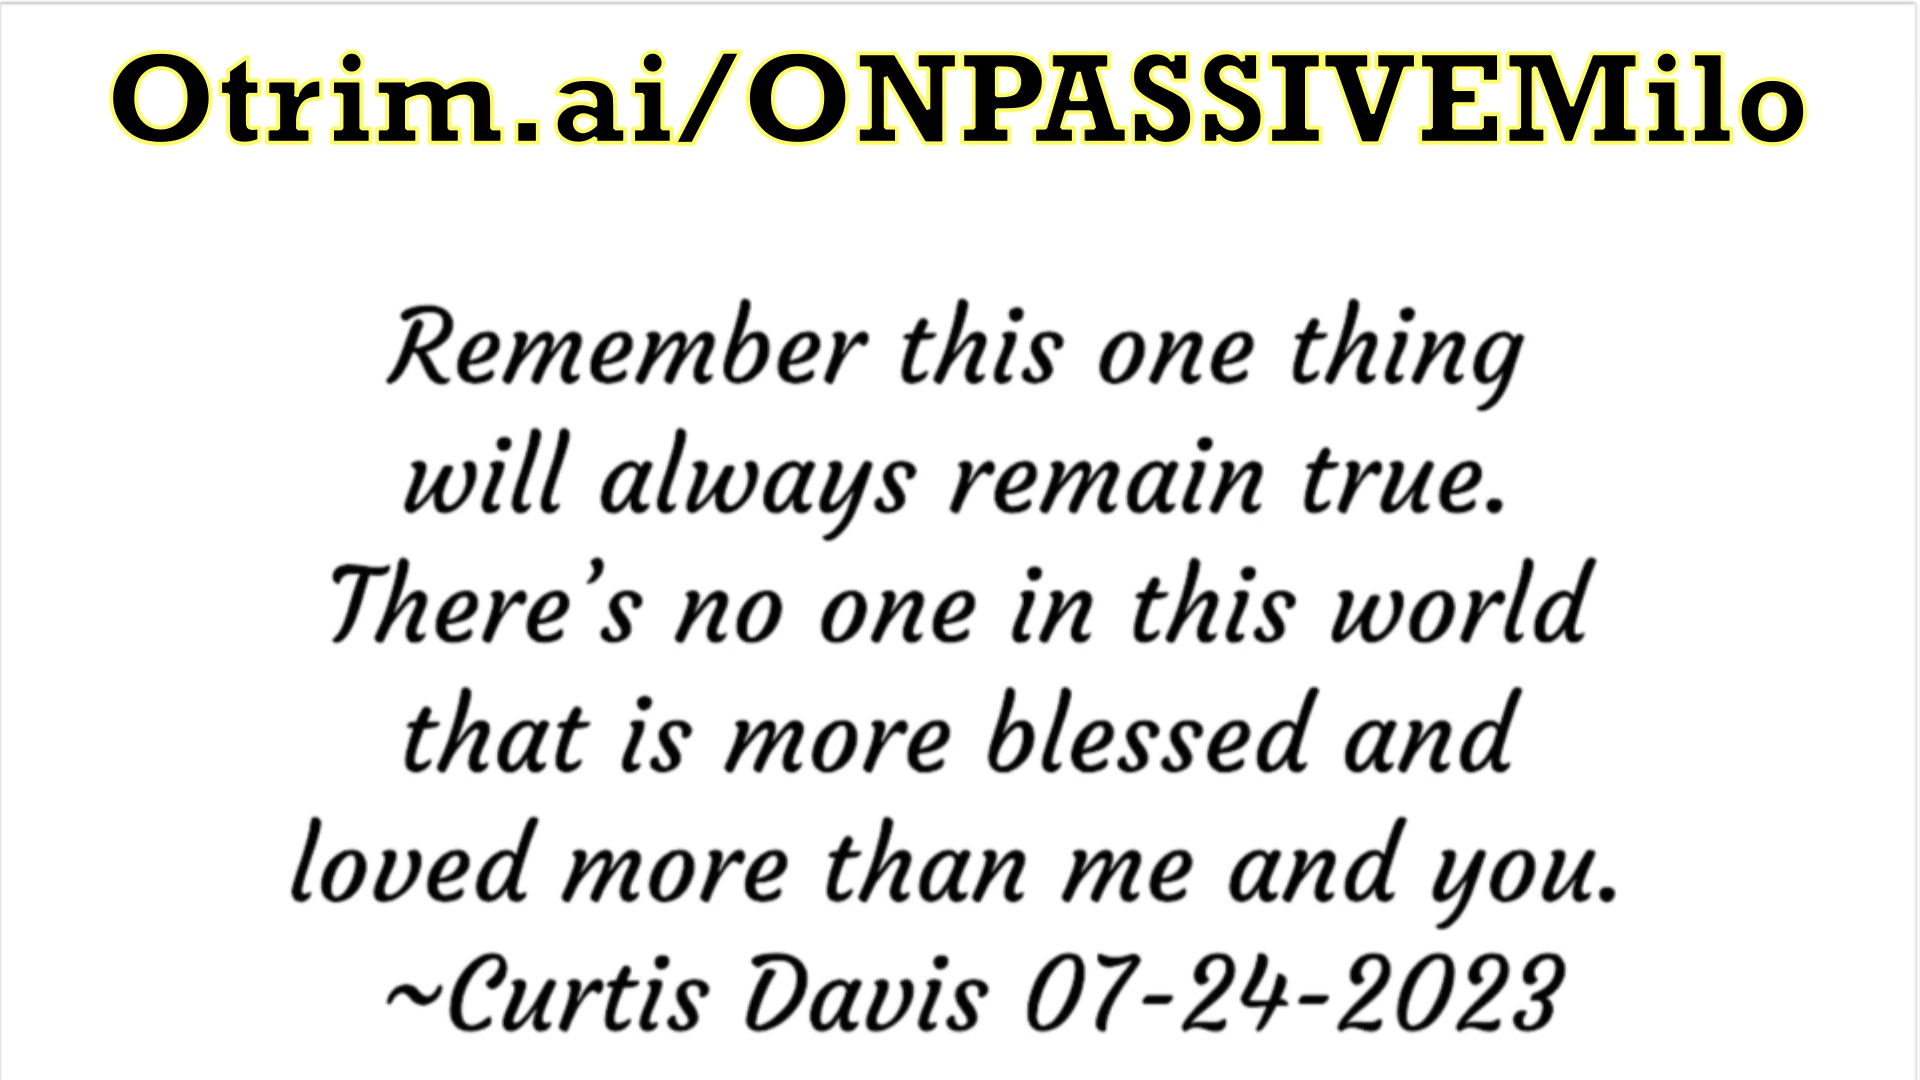 Otrim.ai/ONPASSIVEMilo
Remember this one thing
will always remain true.
There’s no one in this world
that is more blessed and
loved more than me and you.
~Curtis Davis 07-24-2023